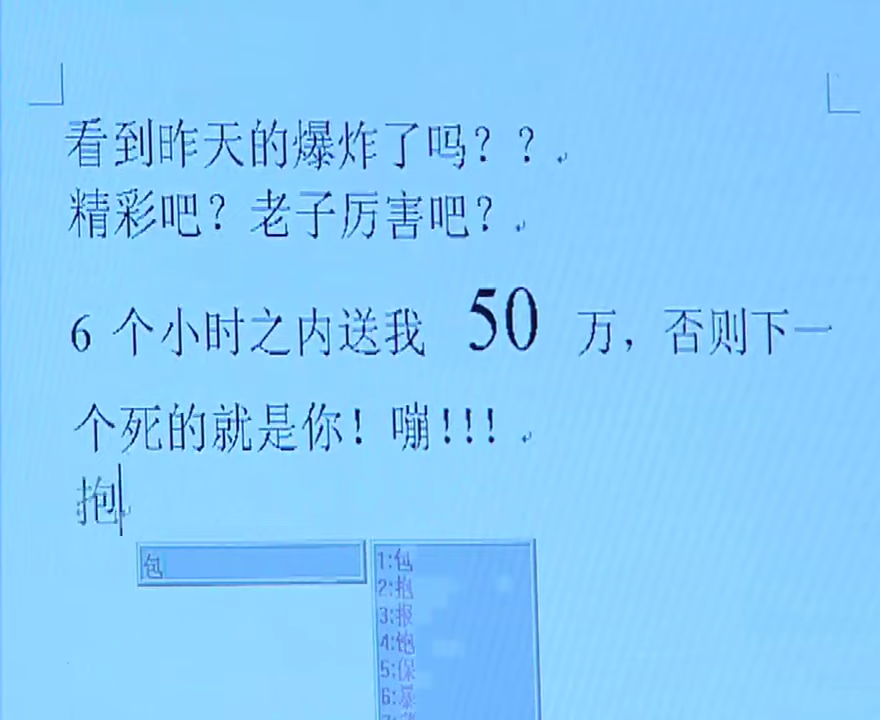 看到昨天的爆炸了吗？？
精彩吧？老子厉害吧？
6 个小时之内送我 50 万，否则下一
个死的就是你！嘣！！！
抱
包
1:包
2:抱
3:报
4:饱
5:保
6:暴